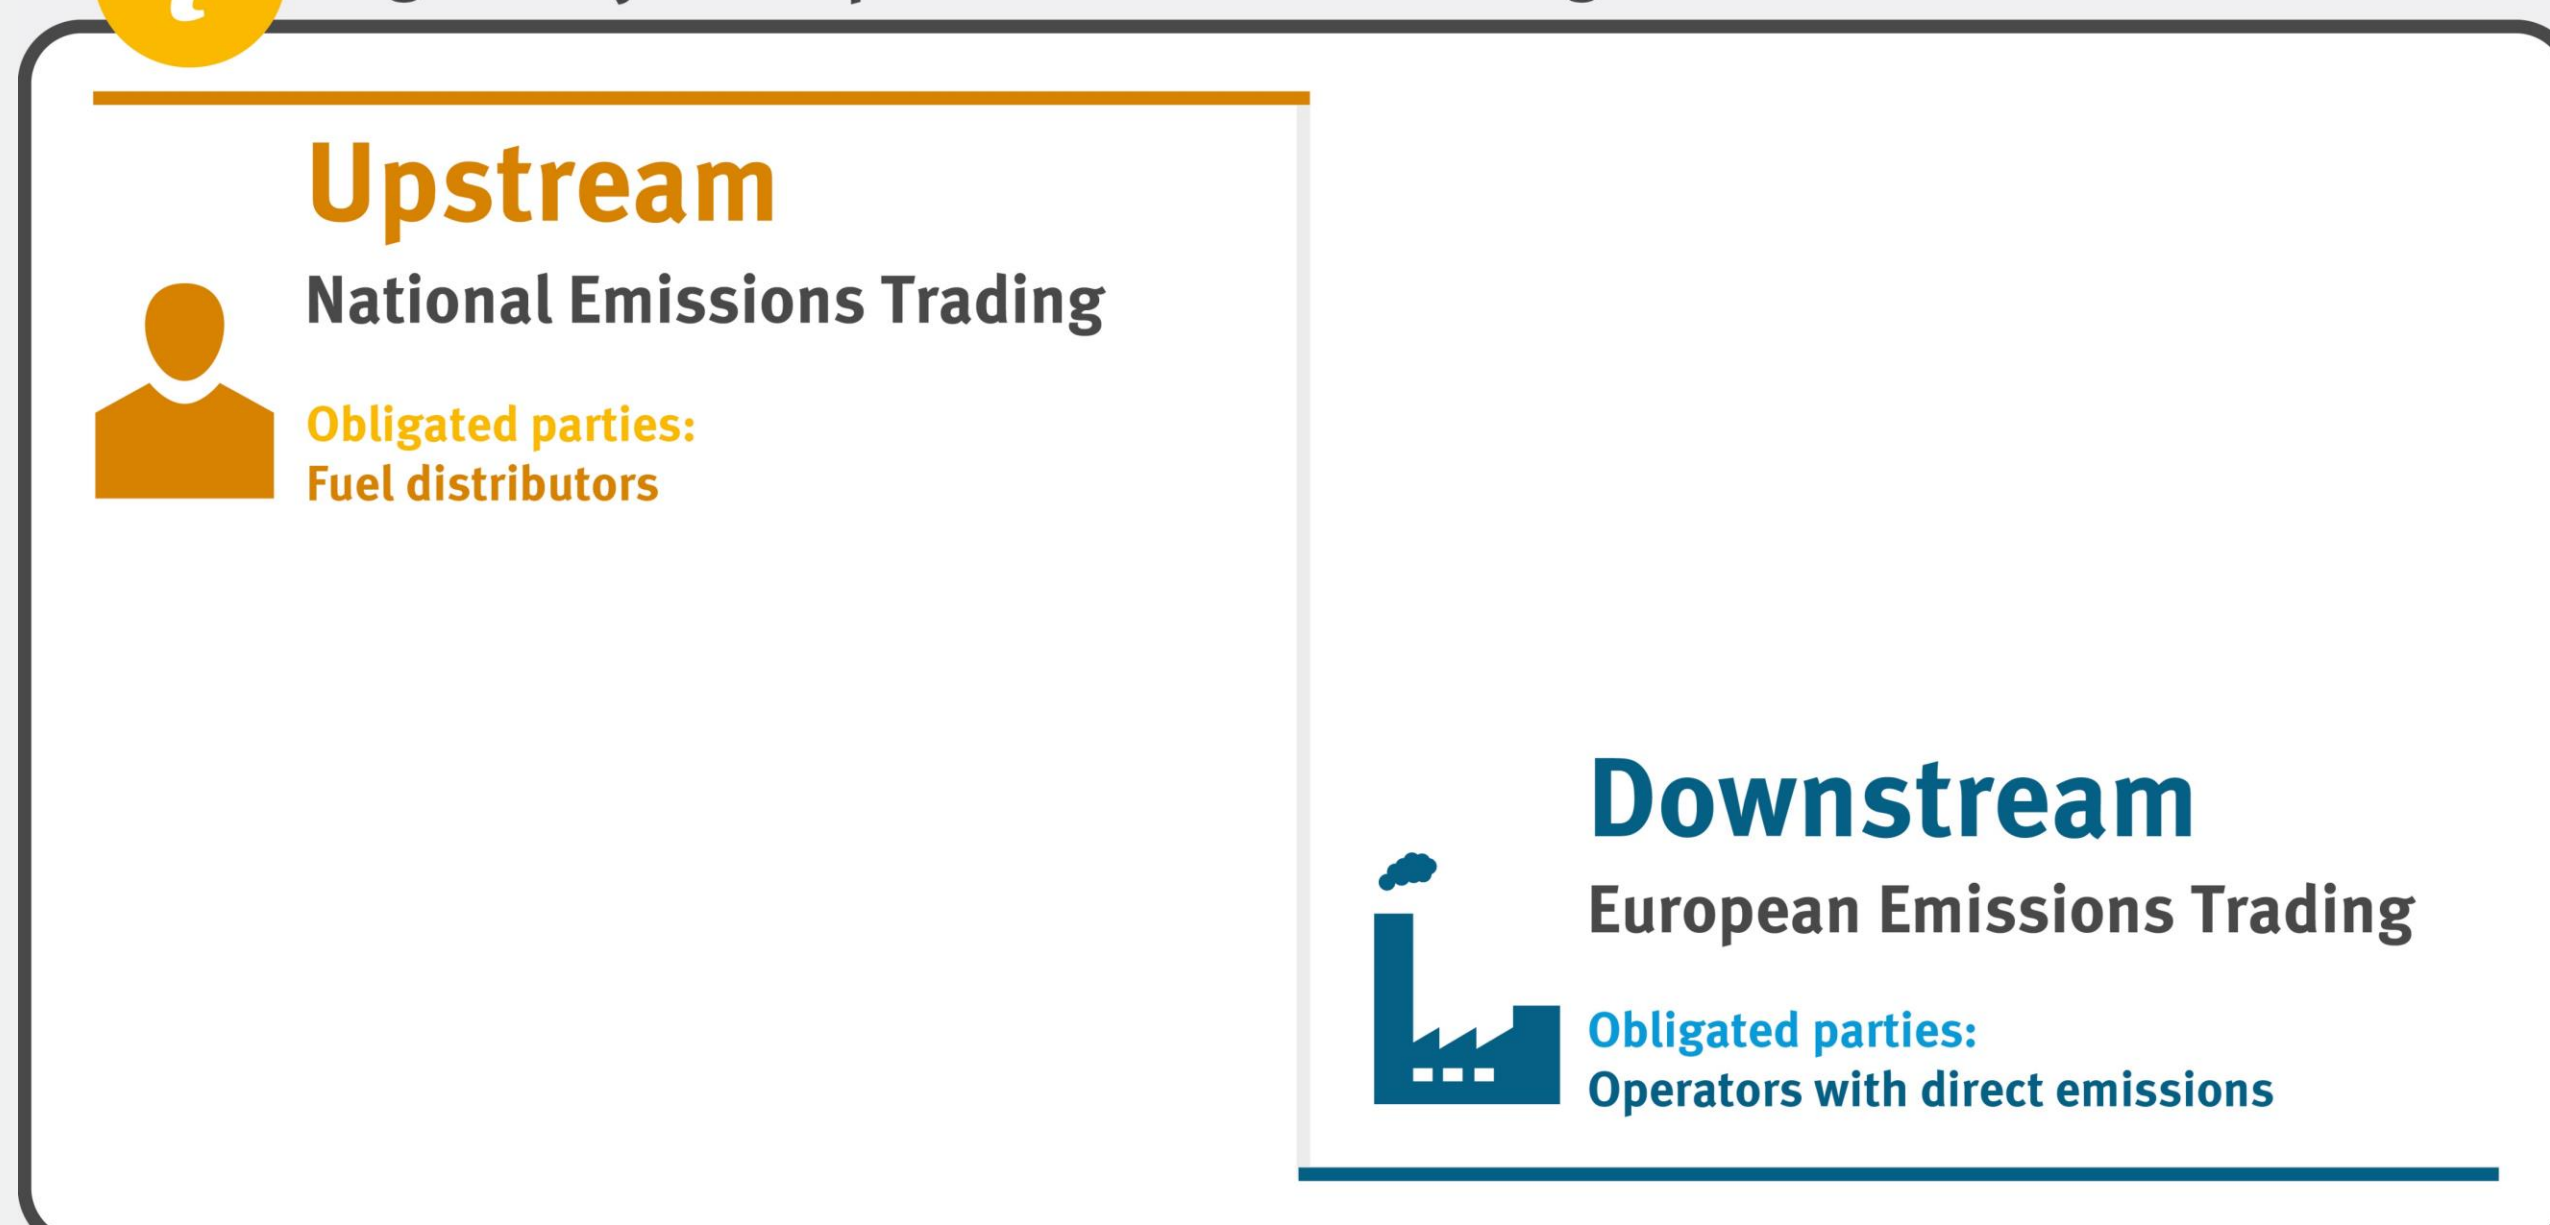 Upstream
National Emissions Trading
Obligated parties:
Fuel distributors
Downstream
European Emissions Trading
Obligated parties:
Operators with direct emissions